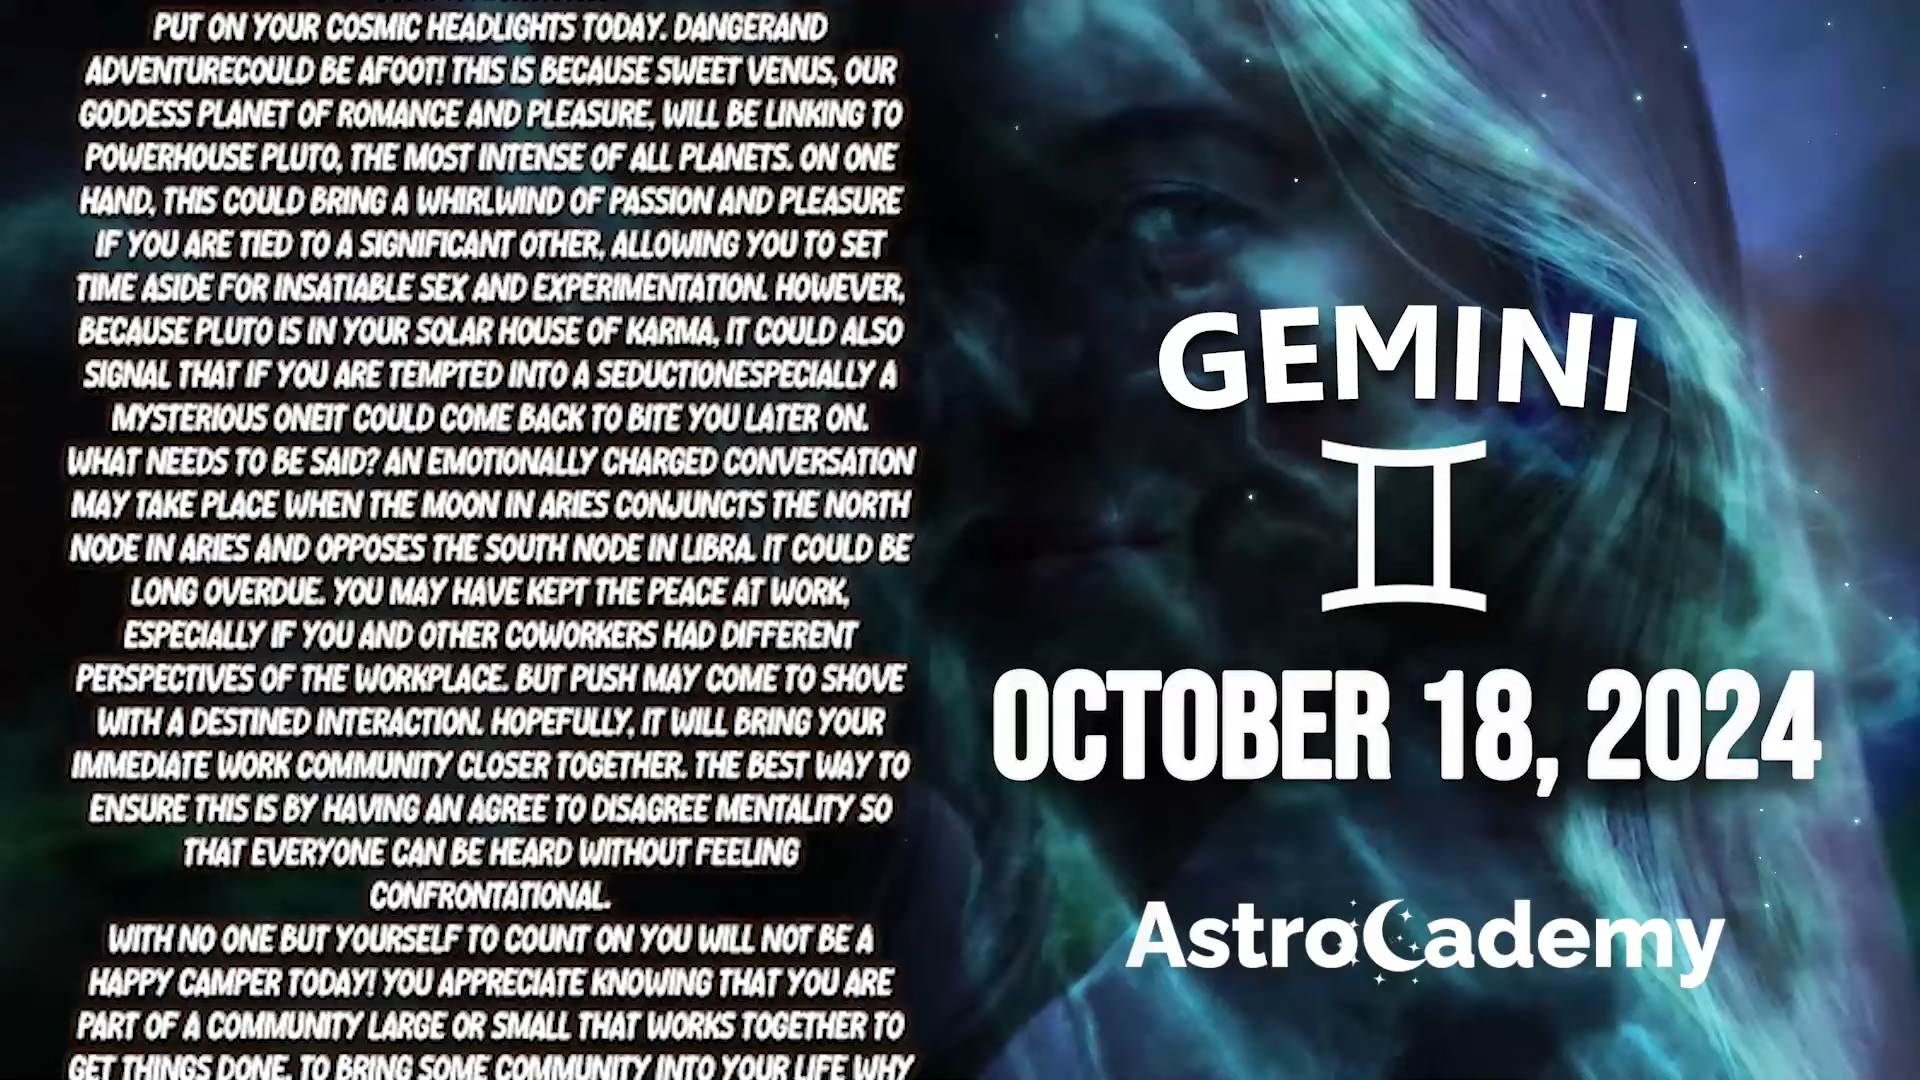 PUT ON YOUR COSMIC HEADLIGHTS TODAY. DANGERAND
ADVENTURECOULD BE AFOOT! THIS IS BECAUSE SWEET VENUS, OUR
GODDESS PLANET OF ROMANCE AND PLEASURE, WILL BE LINKING TO
POWERHOUSE PLUTO, THE MOST INTENSE OF ALL PLANETS. ON ONE
HAND, THIS COULD BRING A WHIRLWIND OF PASSION AND PLEASURE
IF YOU ARE TIED TO A SIGNIFICANT OTHER, ALLOWING YOU TO SET
TIME ASIDE FOR INSATIABLE SEX AND EXPERIMENTATION. HOWEVER,
BECAUSE PLUTO IS IN YOUR SOLAR HOUSE OF KARMA, IT COULD ALSO
SIGNAL THAT IF YOU ARE TEMPTED INTO A SEDUCTIONESPECIALLY A
MYSTERIOUS ONEIT COULD COME BACK TO BITE YOU LATER ON.
WHAT NEEDS TO BE SAID? AN EMOTIONALLY CHARGED CONVERSATION
MAY TAKE PLACE WHEN THE MOON IN ARIES CONJUNCTS THE NORTH
NODE IN ARIES AND OPPOSES THE SOUTH NODE IN LIBRA. IT COULD BE
LONG OVERDUE. YOU MAY HAVE KEPT THE PEACE AT WORK,
ESPECIALLY IF YOU AND OTHER COWORKERS HAD DIFFERENT
PERSPECTIVES OF THE WORKPLACE. BUT PUSH MAY COME TO SHOVE
WITH A DESTINED INTERACTION. HOPEFULLY, IT WILL BRING YOUR
IMMEDIATE WORK COMMUNITY CLOSER TOGETHER. THE BEST WAY TO
ENSURE THIS IS BY HAVING AN AGREE TO DISAGREE MENTALITY SO
THAT EVERYONE CAN BE HEARD WITHOUT FEELING
CONFRONTATIONAL.
WITH NO ONE BUT YOURSELF TO COUNT ON YOU WILL NOT BE A
HAPPY CAMPER TODAY! YOU APPRECIATE KNOWING THAT YOU ARE
PART OF A COMMUNITY LARGE OR SMALL THAT WORKS TOGETHER TO
GET THINGS DONE. TO BRING SOME COMMUNITY INTO YOUR LIFE WHY
GEMINI
OCTOBER 18, 2024
AstroCademy